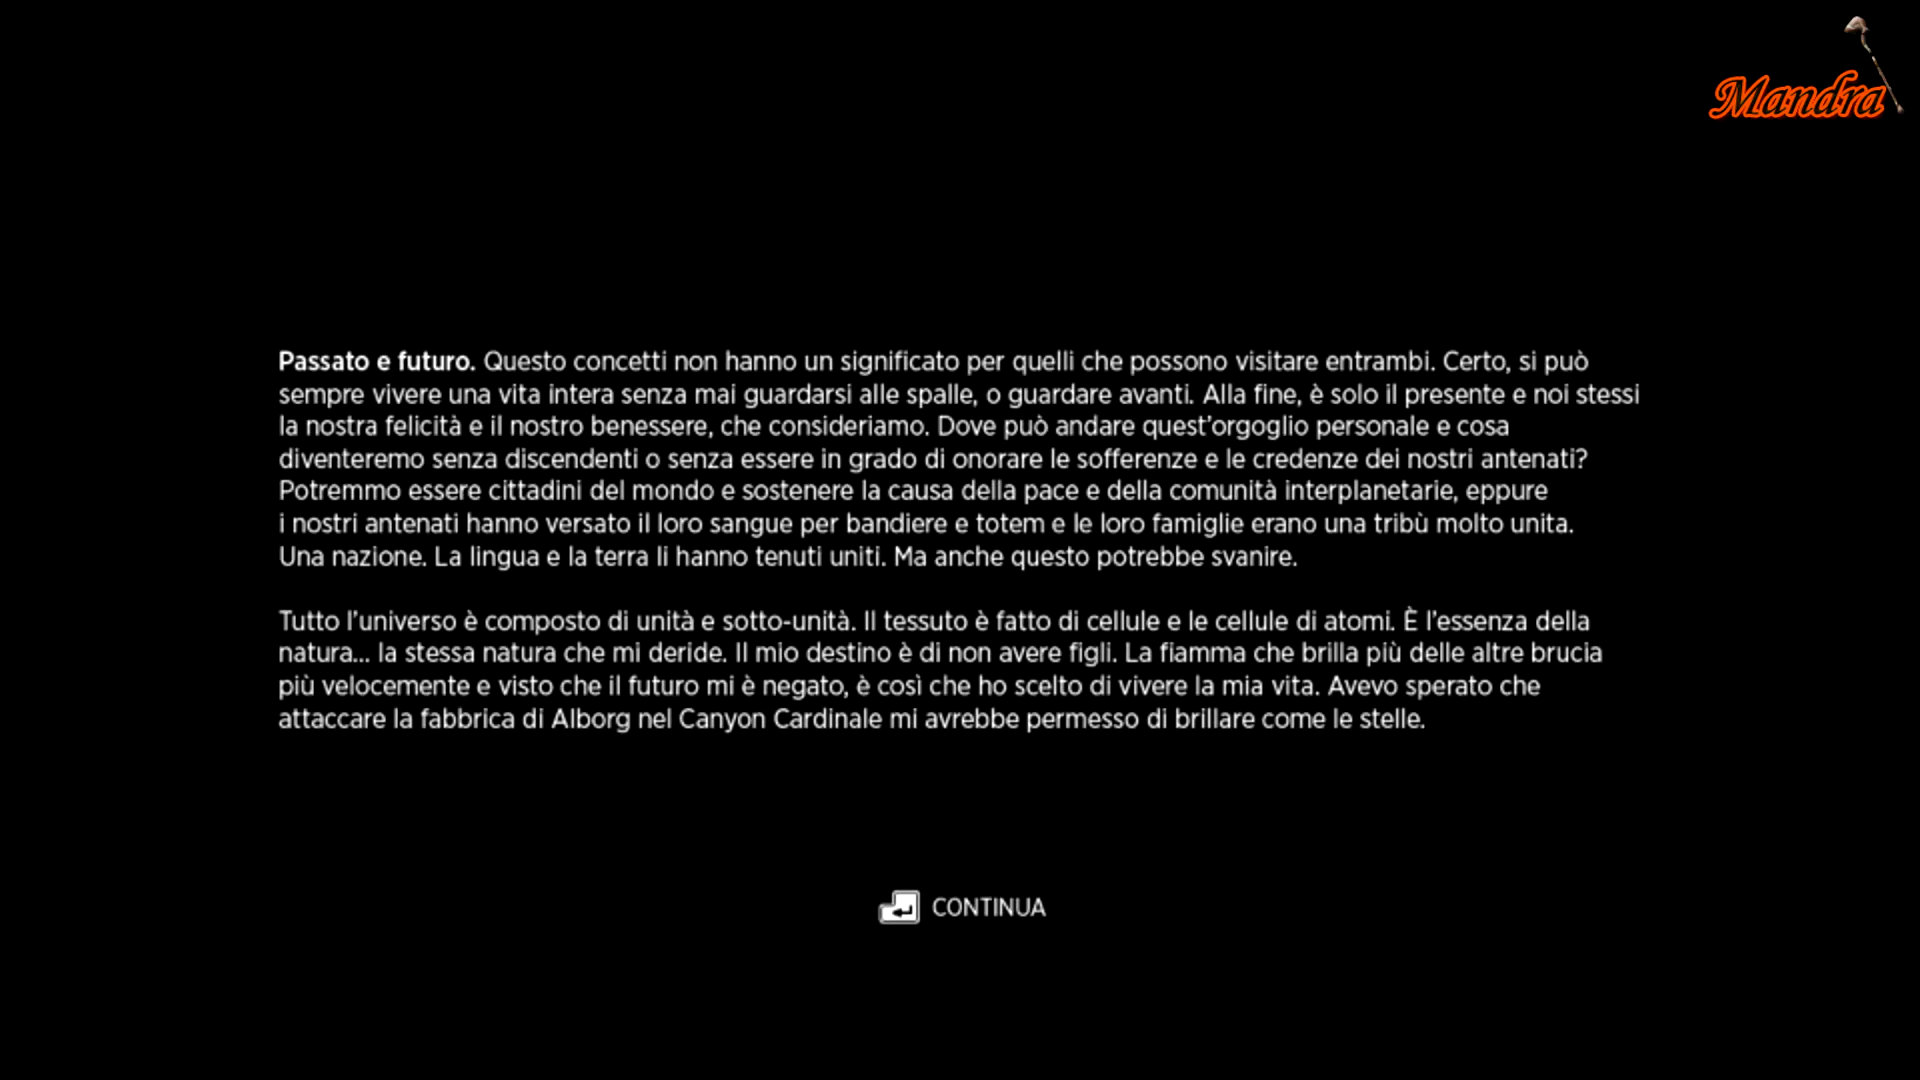 Mandra
Passato e futuro. Questo concetti non hanno un significato per quelli che possono visitare entrambi. Certo, si può
sempre vivere una vita intera senza mai guardarsi alle spalle, o guardare avanti. Alla fine, è solo il presente e noi stessi
la nostra felicità e il nostro benessere, che consideriamo. Dove può andare quest'orgoglio personale e cosa
diventeremo senza discendenti o senza essere in grado di onorare le sofferenze e le credenze dei nostri antenati?
Potremmo essere cittadini del mondo e sostenere la causa della pace e della comunità interplanetarie, eppure
i nostri antenati hanno versato il loro sangue per bandiere e totem e le loro famiglie erano una tribù molto unita.
Una nazione. La lingua e la terra li hanno tenuti uniti. Ma anche questo potrebbe svanire.
Tutto l'universo è composto di unità e sotto-unità. Il tessuto è fatto di cellule e le cellule di atomi. È l'essenza della
natura... la stessa natura che mi deride. Il mio destino è di non avere figli. La fiamma che brilla più delle altre brucia
più velocemente e visto che il futuro mi è negato, è così che ho scelto di vivere la mia vita. Avevo sperato che
attaccare la fabbrica di Alborg nel Canyon Cardinale mi avrebbe permesso di brillare come le stelle.
CONTINUA